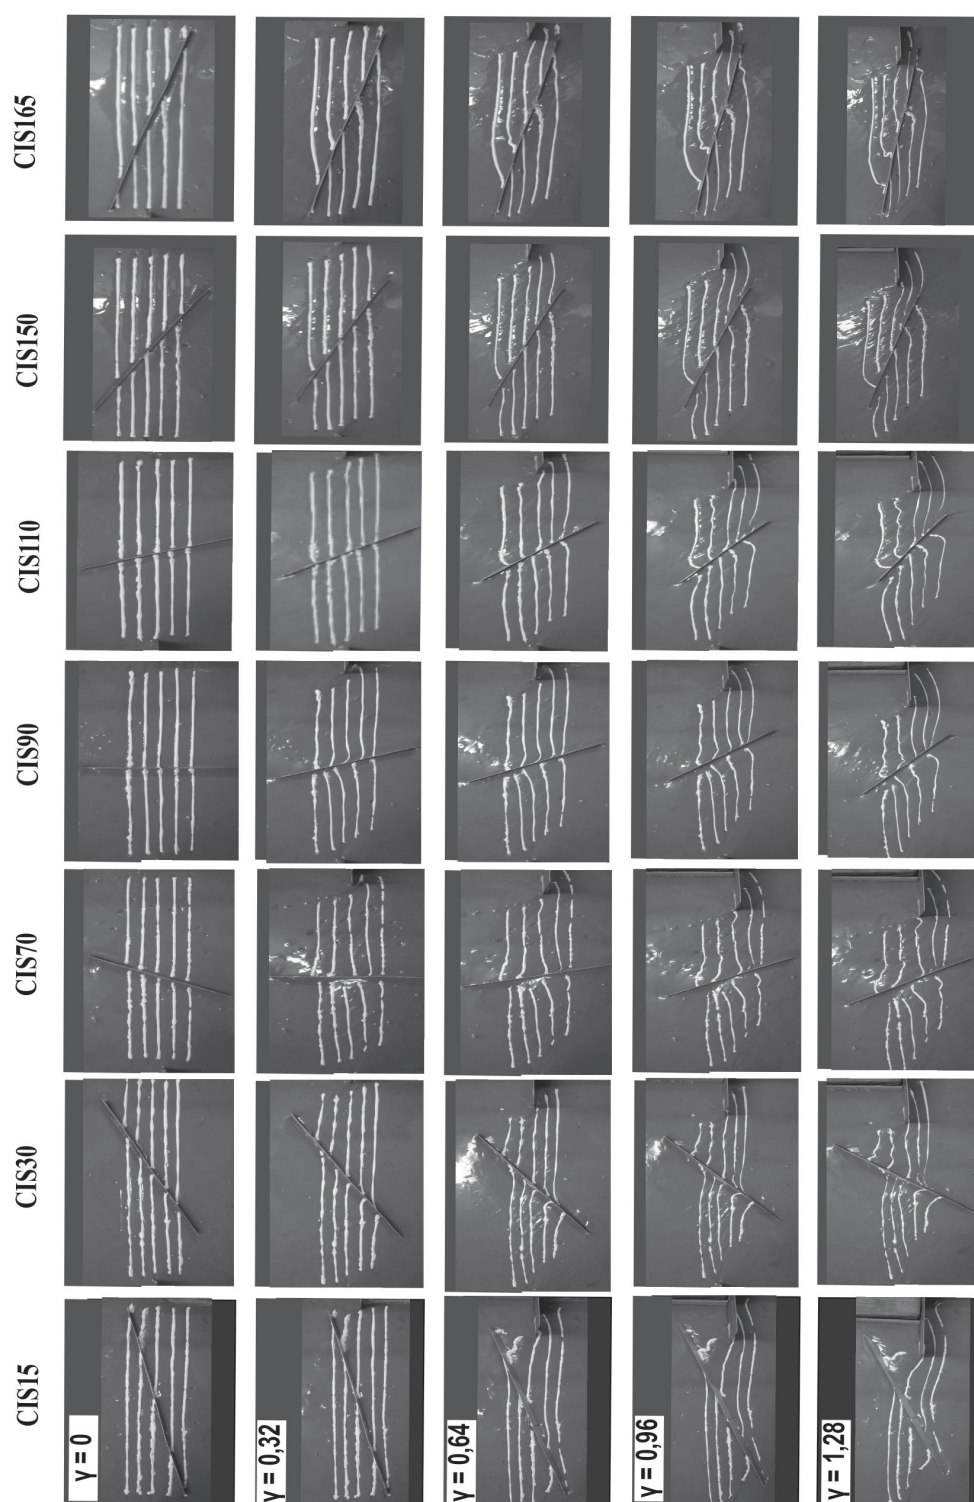 CIS15
CIS30
CIS70
CIS90
CIS110
CIS150
CIS165
γ = 0
γ = 0,32
γ = 0,64
γ = 0,96
γ = 1,28